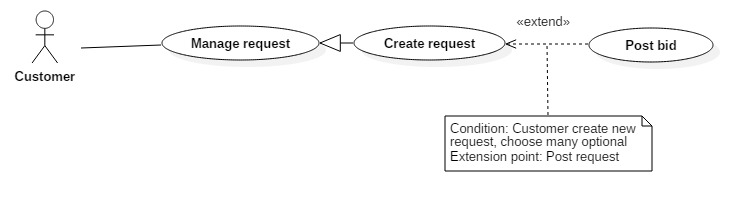 «extend»
Manage request
Create request
Post bid
Customer
Condition: Customer create new
request, choose many optional
Extension point: Post request